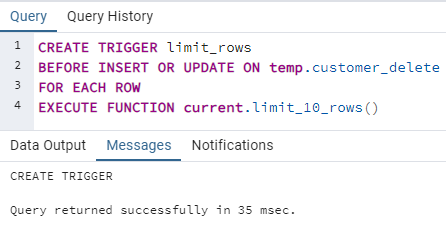 Query Query History
1 CREATE TRIGGER limit_rows
2 BEFORE INSERT OR UPDATE ON temp.customer_delete
3 FOR EACH ROW
4 EXECUTE FUNCTION current.limit_10_rows()
Data Output Messages Notifications
CREATE TRIGGER
Query returned successfully in 35 msec.